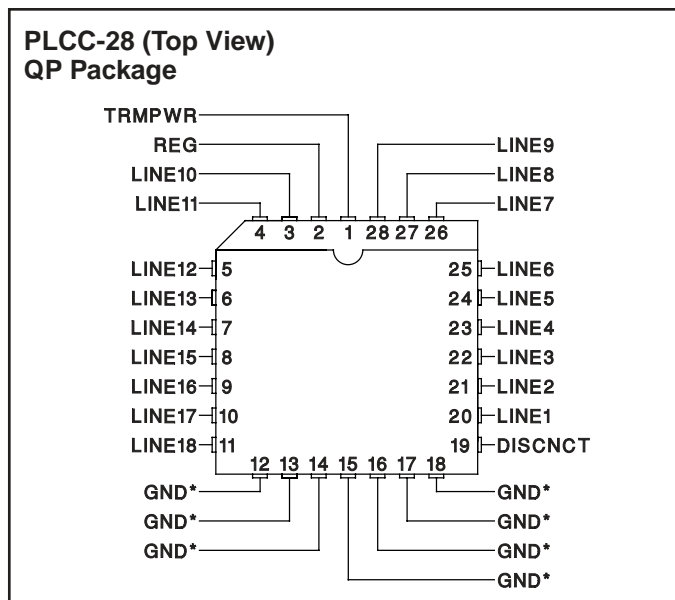 PLCC-28 (Top View)
QP Package
TRMPWR
REG
LINE9
LINE10
LINE8
LINE11
LINE7
4 3 2 1 28 27 26
LINE12 5 25 LINE6
LINE13 6 24 LINE5
LINE14 7 23 LINE4
LINE15 8 22 LINE3
LINE16 9 21 LINE2
LINE17 10 20 LINE1
LINE18 11 19 DISCNCT
12 13 14 15 16 17 18
GND* GND*
GND* GND*
GND* GND*
GND*